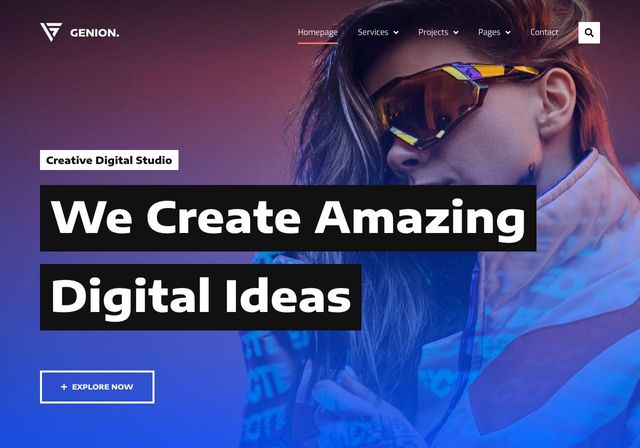 GENION.
Homepage Services Projects Pages Contact
Creative Digital Studio
We Create Amazing
Digital Ideas
+ EXPLORE NOW